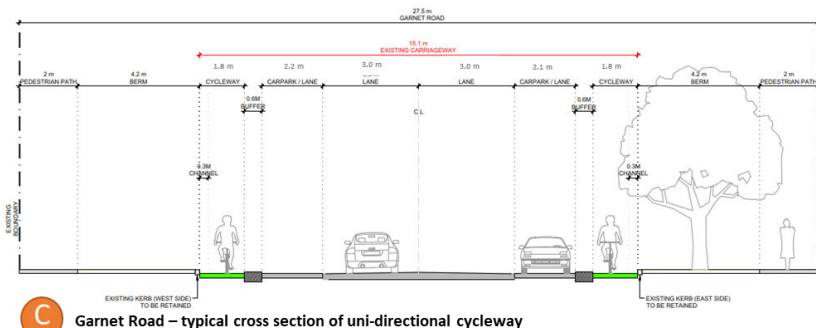 27.5 m
GARNET ROAD
15.1 m
EXISTING CARRIAGEWAY
1.8 m 2.2 m 3.0 m 3.0 m 2.1 m 1.8 m
2 m 4.2 m 4.2 m 2 m
PEDESTRIAN PATH BERM CYCLEWAY CARPARK / LANE LANE LANE CARPARK / LANE CYCLEWAY BERM PEDESTRIAN PATH
0.6M 0.6M
BUFFER BUFFER
C L
0.3M 0.3M
CHANNEL CHANNEL
EXISTING
BOUNDARY
EXISTING KERB (WEST SIDE) EXISTING KERB (EAST SIDE)
TO BE RETAINED TO BE RETAINED
C Garnet Road – typical cross section of uni-directional cycleway